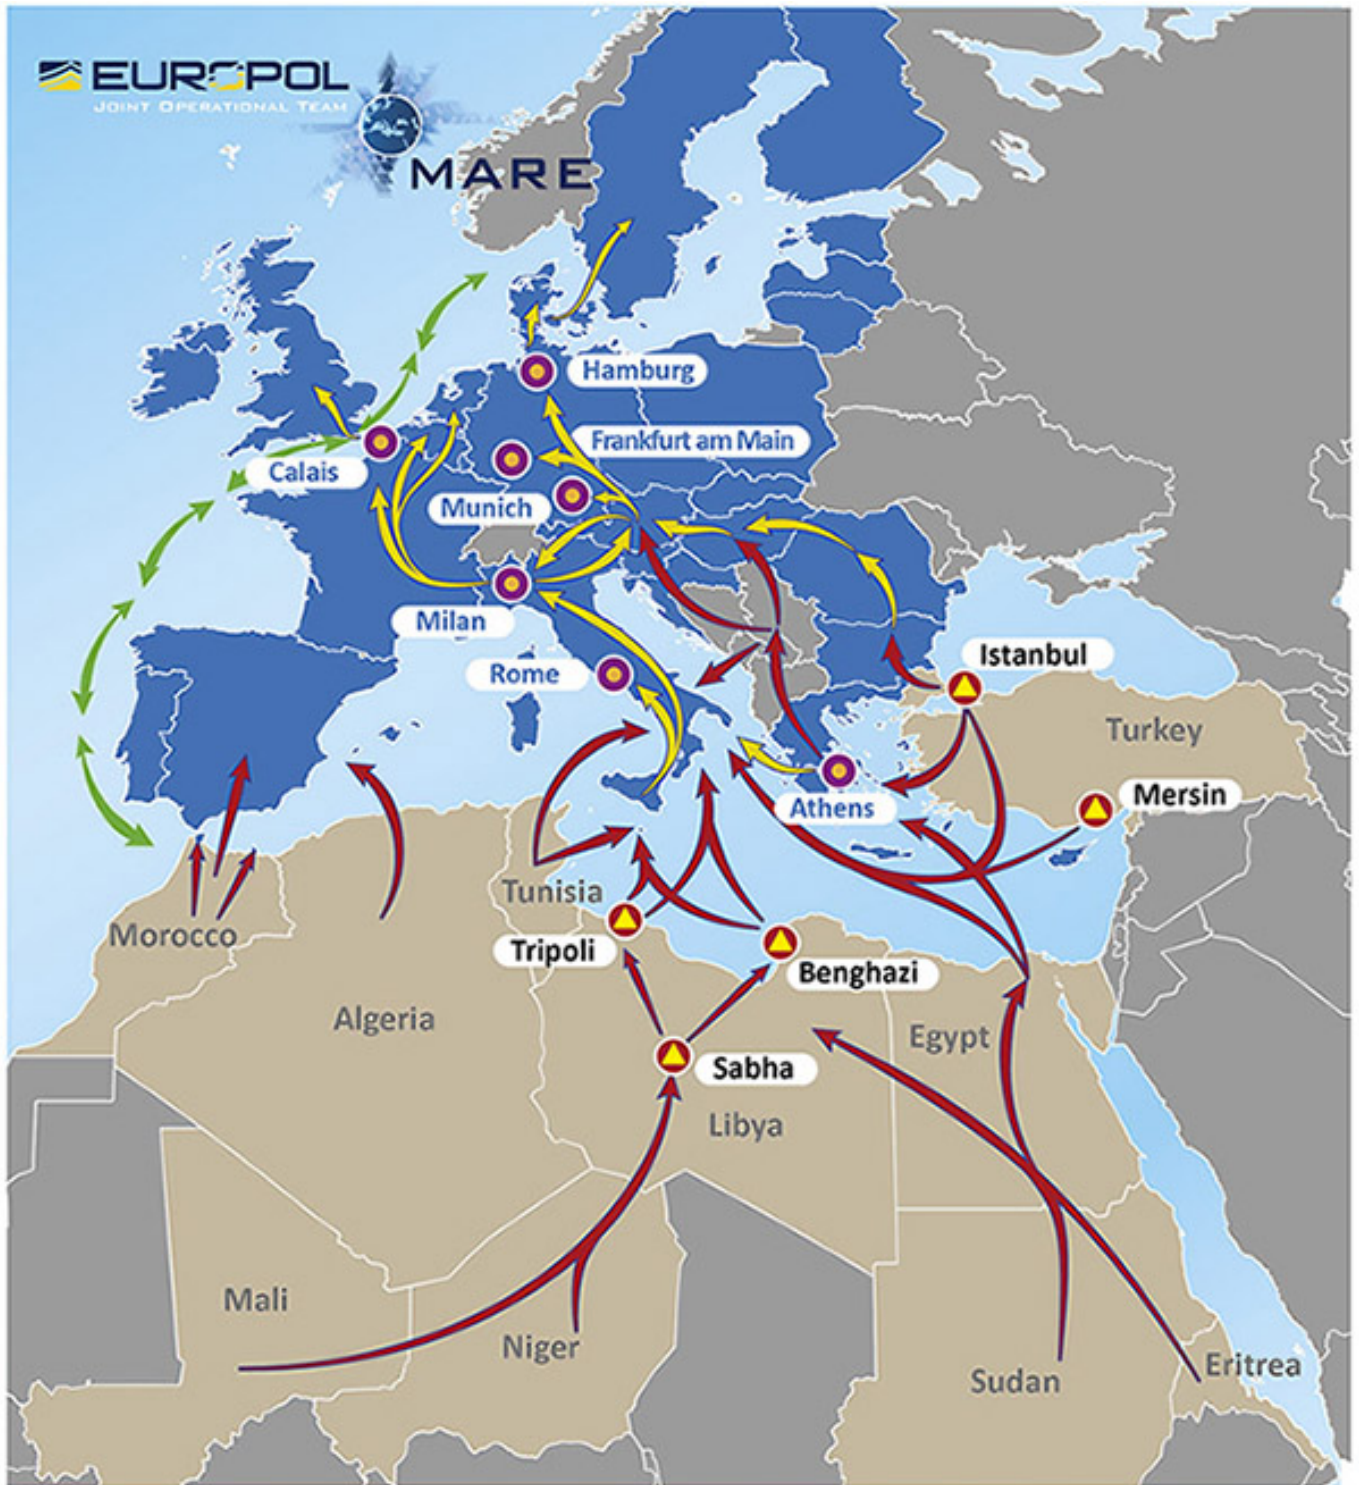 EUROPOL
JOINT OPERATIONAL TEAM
MARE
Hamburg
Frankfurt am Main
Calais
Munich
Milan
Rome
Istanbul
Turkey
Mersin
Athens
Tunisia
Morocco
Tripoli
Benghazi
Algeria
Egypt
Sabha
Libya
Mali
Niger
Sudan
Eritrea